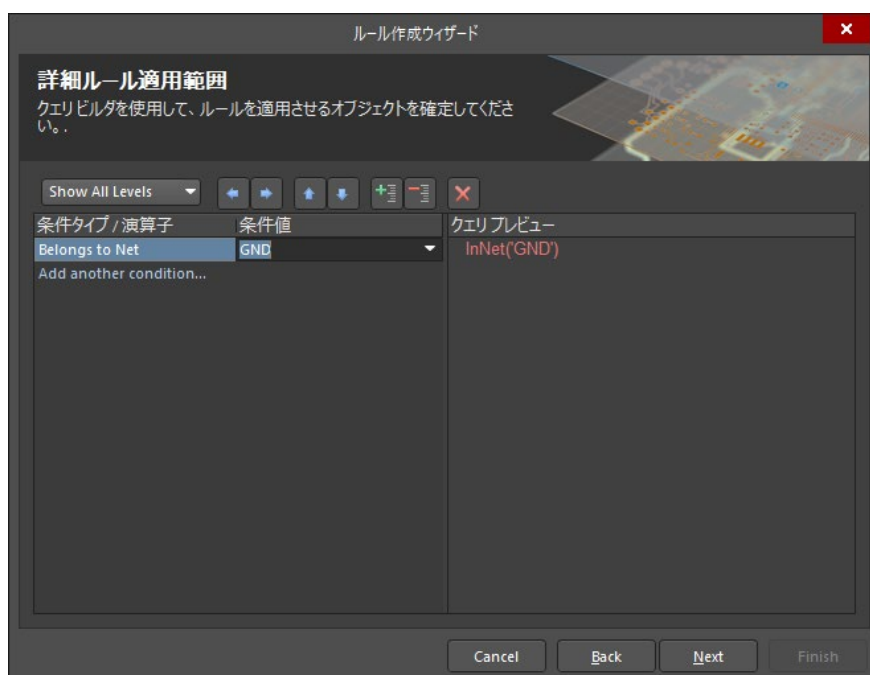 ルール作成ウィザード
詳細ルール適用範囲
クエリビルダを使用して、ルールを適用させるオブジェクトを確定してくださ
い。.
Show All Levels
条件タイプ / 演算子 条件値 クエリプレビュー
Belongs to Net GND InNet('GND')
Add another condition...
Cancel Back Next Finish